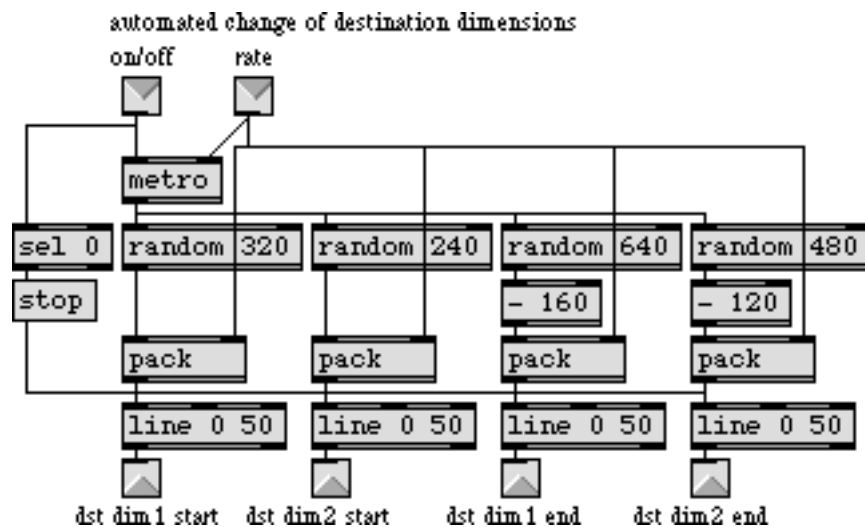 automated change of destination dimensions
on/off rate
metro
sel 0 random 320 random 240 random 640 random 480
stop - 160 - 120
pack pack pack pack
line 0 50 line 0 50 line 0 50 line 0 50
dst dim1 start dst dim2 start dst dim1 end dst dim2 end